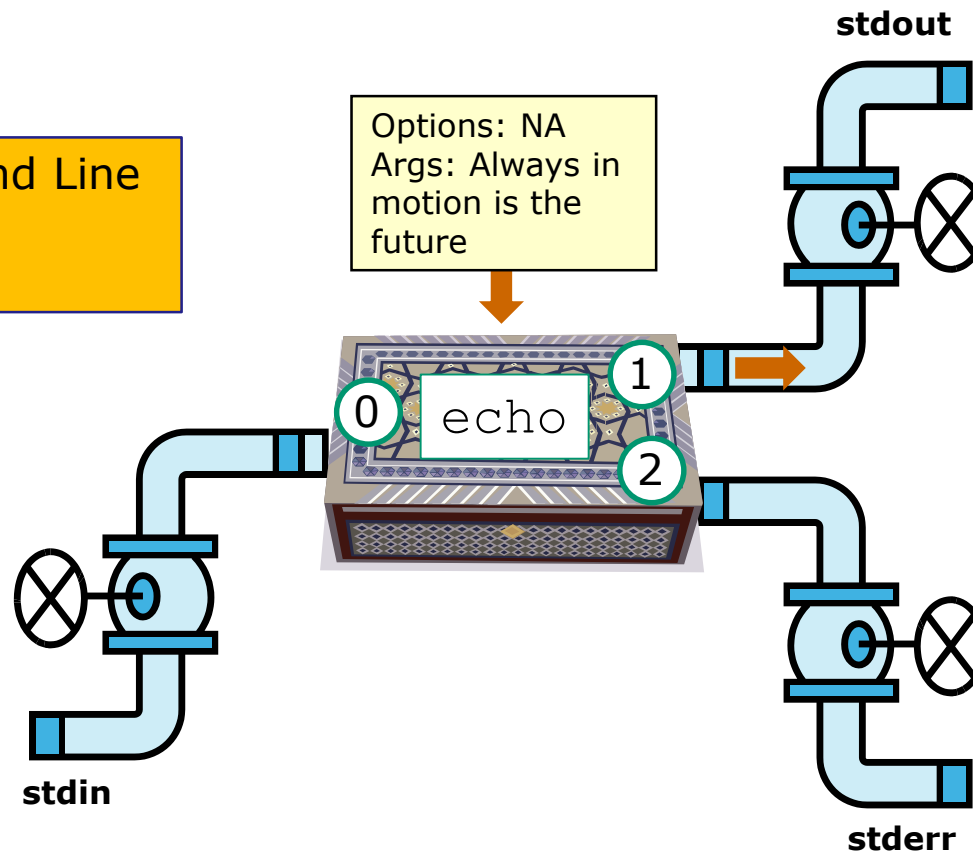 stdout
Options: NA
Args: Always in
motion is the
future
nd Line
1
0
echo
2
stdin
stderr